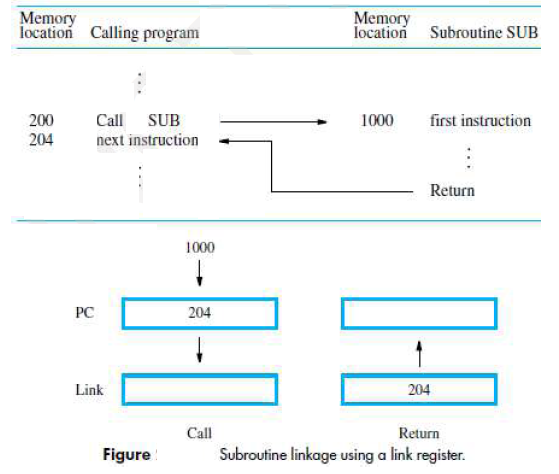 Memory location Calling program Memory location Subroutine SUB
200 Call SUB 1000 first instruction
204 next instruction
Return
1000
PC 204
Link 204
Call Return
Figure Subroutine linkage using a link register.